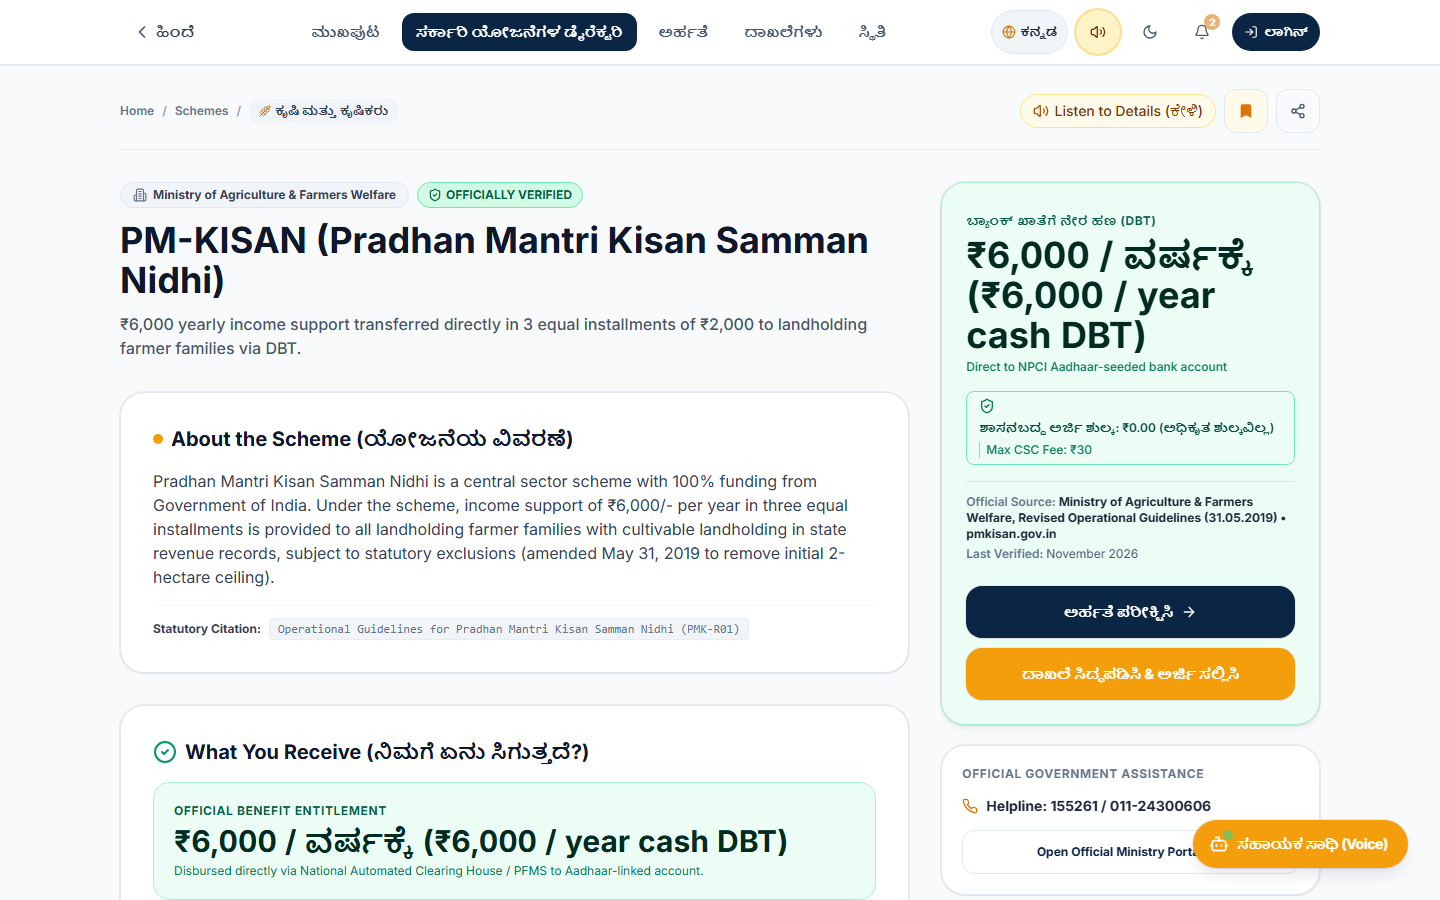 ಹಿಂದೆ
ಮುಖಪುಟ
ಸರ್ಕಾರಿ ಯೋಜನೆಗಳ ಡೈರೆಕ್ಟರಿ
ಅರ್ಹತೆ
ದಾಖಲೆಗಳು
ಸ್ಥಿತಿ
ಕನ್ನಡ
2
ಲಾಗಿನ್
Home / Schemes / ಕೃಷಿ ಮತ್ತು ಕೃಷಿಕರು
Listen to Details (ಕೇಳಿ)
Ministry of Agriculture & Farmers Welfare
OFFICIALLY VERIFIED
PM-KISAN (Pradhan Mantri Kisan Samman
Nidhi)
₹6,000 yearly income support transferred directly in 3 equal installments of ₹2,000 to landholding
farmer families via DBT.
About the Scheme (ಯೋಜನೆಯ ವಿವರಣೆ)
Pradhan Mantri Kisan Samman Nidhi is a central sector scheme with 100% funding from
Government of India. Under the scheme, income support of ₹6,000/- per year in three equal
installments is provided to all landholding farmer families with cultivable landholding in state
revenue records, subject to statutory exclusions (amended May 31, 2019 to remove initial 2-
hectare ceiling).
Statutory Citation: Operational Guidelines for Pradhan Mantri Kisan Samman Nidhi (PMK-R01)
What You Receive (ನಿಮಗೆ ಏನು ಸಿಗುತ್ತದೆ?)
OFFICIAL BENEFIT ENTITLEMENT
₹6,000 / ವರ್ಷಕ್ಕೆ (₹6,000 / year cash DBT)
Disbursed directly via National Automated Clearing House / PFMS to Aadhaar-linked account.
ಬ್ಯಾಂಕ್ ಖಾತೆಗೆ ನೇರ ಹಣ (DBT)
₹6,000 / ವರ್ಷಕ್ಕೆ
(₹6,000 / year
cash DBT)
Direct to NPCI Aadhaar-seeded bank account
ಶಾಸನಬದ್ಧ ಅರ್ಜಿ ಶುಲ್ಕ: ₹0.00 (ಅಧಿಕೃತ ಶುಲ್ಕವಿಲ್ಲ)
Max CSC Fee: ₹30
Official Source: Ministry of Agriculture & Farmers
Welfare, Revised Operational Guidelines (31.05.2019) •
pmkisan.gov.in
Last Verified: November 2026
ಅರ್ಹತೆ ಪರೀಕ್ಷಿಸಿ →
ದಾಖಲೆ ಸಿದ್ಧಪಡಿಸಿ & ಅರ್ಜಿ ಸಲ್ಲಿಸಿ
OFFICIAL GOVERNMENT ASSISTANCE
Helpline: 155261 / 011-24300606
Open Official Ministry Porta
ಸಹಾಯಕ ಸಾಥಿ (Voice)